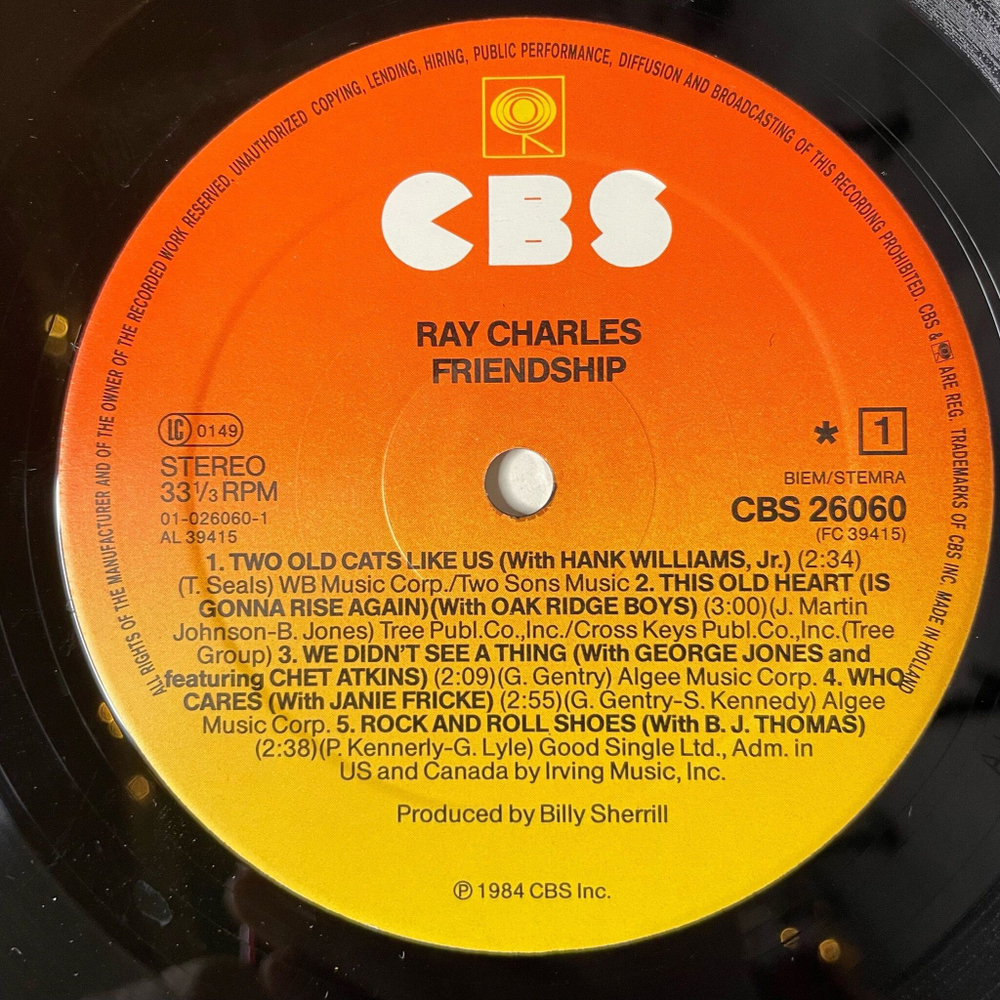 ALL RIGHTS OF THE MANUFACTURER AND OF THE OWNER OF THE RECORDED WORK RESERVED. UNAUTHORIZED COPYING, LENDING, HIRING, PUBLIC PERFORMANCE, DIFFUSION AND BROADCASTING OF THIS RECORDING PROHIBITED. CBS & ARE REG. TRADEMARKS OF CBS INC. MADE IN HOLLAND
CBS
RAY CHARLES
FRIENDSHIP
LC 0149
STEREO
33⅓ RPM
01-026060-1
AL 39415
* 1
BIEM/STEMRA
CBS 26060
(FC 39415)
1. TWO OLD CATS LIKE US (With HANK WILLIAMS, Jr.) (2:34)
(T. Seals) WB Music Corp./Two Sons Music 2. THIS OLD HEART (IS
GONNA RISE AGAIN)(With OAK RIDGE BOYS) (3:00)(J. Martin
Johnson-B. Jones) Tree Publ.Co.,Inc./Cross Keys Publ.Co.,Inc.(Tree
Group) 3. WE DIDN'T SEE A THING (With GEORGE JONES and
featuring CHET ATKINS) (2:09)(G. Gentry) Algee Music Corp. 4. WHO
CARES (With JANIE FRICKE) (2:55)(G. Gentry-S. Kennedy) Algee
Music Corp. 5. ROCK AND ROLL SHOES (With B. J. THOMAS)
(2:38)(P. Kennerly-G. Lyle) Good Single Ltd., Adm. in
US and Canada by Irving Music, Inc.
Produced by Billy Sherrill
℗ 1984 CBS Inc.